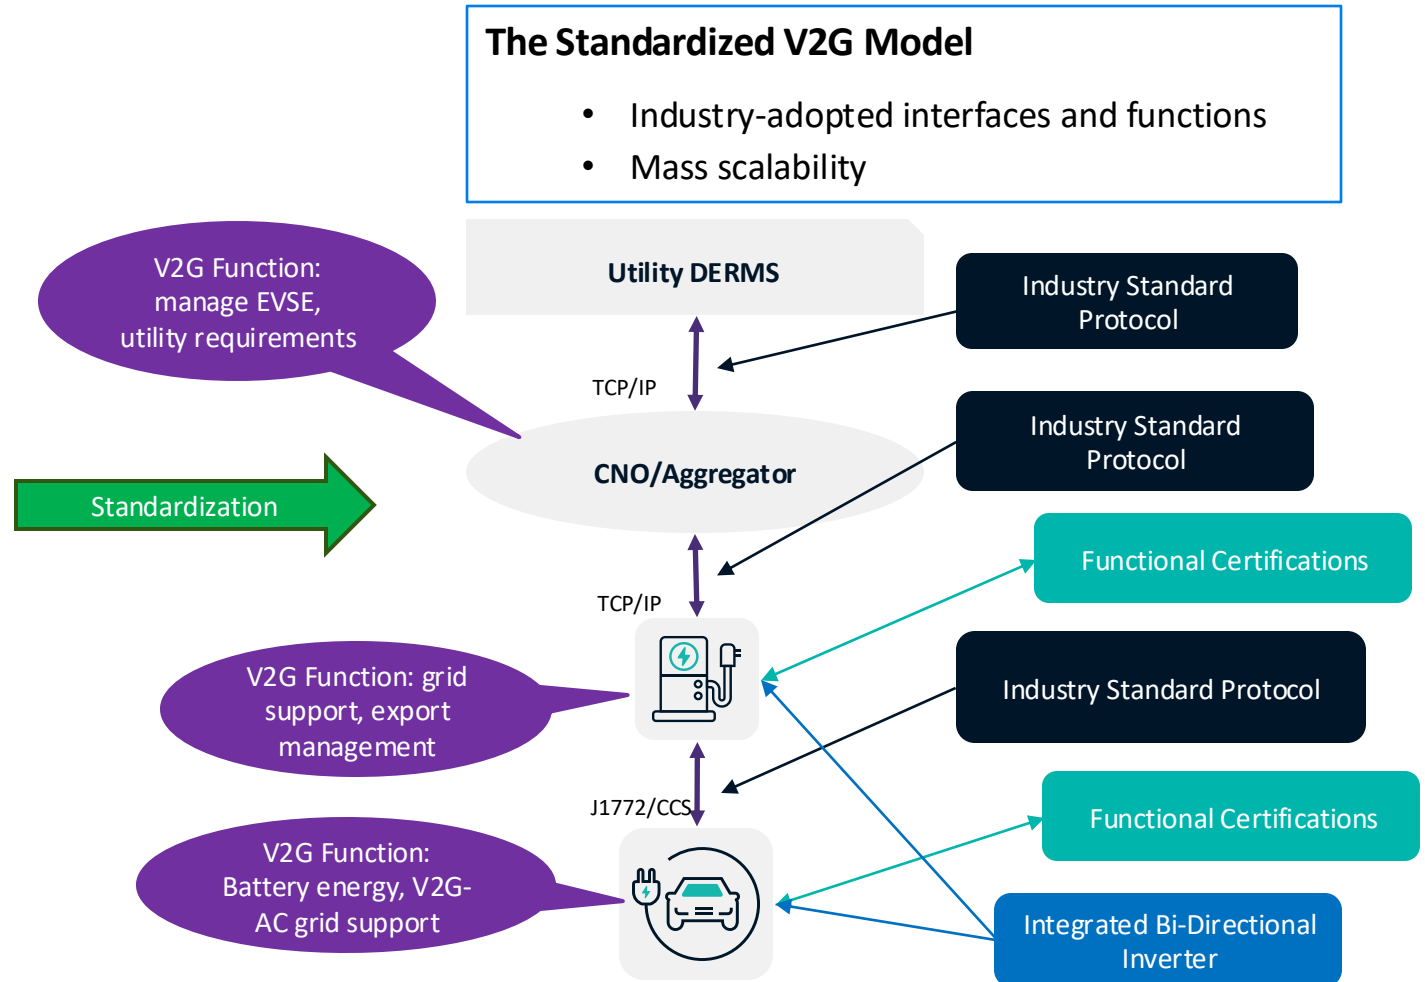 The Standardized V2G Model
• Industry-adopted interfaces and functions
• Mass scalability
V2G Function:
manage EVSE,
utility requirements
Utility DERMS
Industry Standard
Protocol
TCP/IP
Industry Standard
Protocol
CNO/Aggregator
Standardization
Functional Certifications
TCP/IP
V2G Function: grid
support, export
management
Industry Standard Protocol
J1772/CCS
Functional Certifications
V2G Function:
Battery energy, V2G-
AC grid support
Integrated Bi-Directional
Inverter